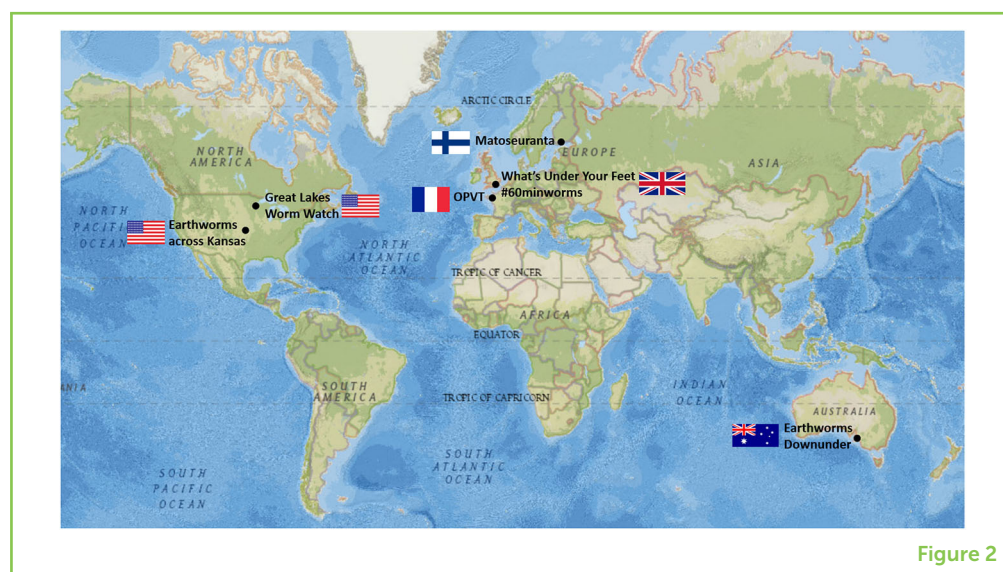 ARCTIC CIRCLE
Matoseuranta
EUROPE
NORTH
AMERICA
ASIA
What's Under Your Feet
#60minworms
OPVT
Great Lakes
Worm Watch
NORTH
PACIFIC
OCEAN
Earthworms
across Kansas
NORTH
ATLANTIC
OCEAN
TROPIC OF CANCER
AFRICA
EQUATOR
ANIA
SOUTH
AMERICA
TROPIC OF CAPRICORN
INDIAN
OCEAN
AUSTRALIA
Earthworms
Downunder
SOUTH
ATLANTIC
OCEAN
SOUTH
PACIFIC
OCEAN
Figure 2